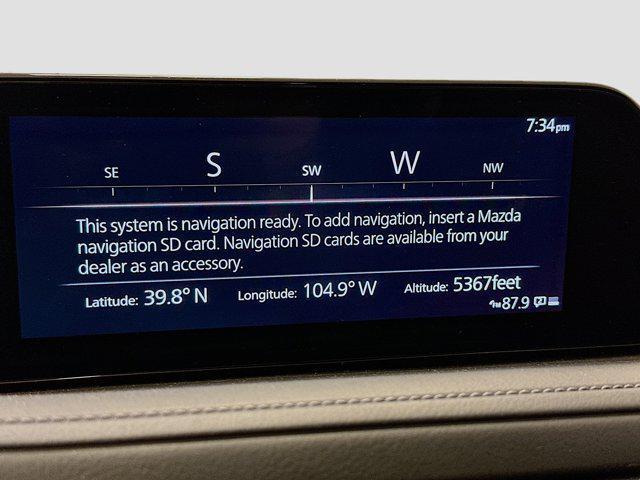 7:34pm
SE S SW W NW
This system is navigation ready. To add navigation, insert a Mazda
navigation SD card. Navigation SD cards are available from your
dealer as an accessory.
Latitude: 39.8° N Longitude: 104.9° W Altitude: 5367feet
87.9